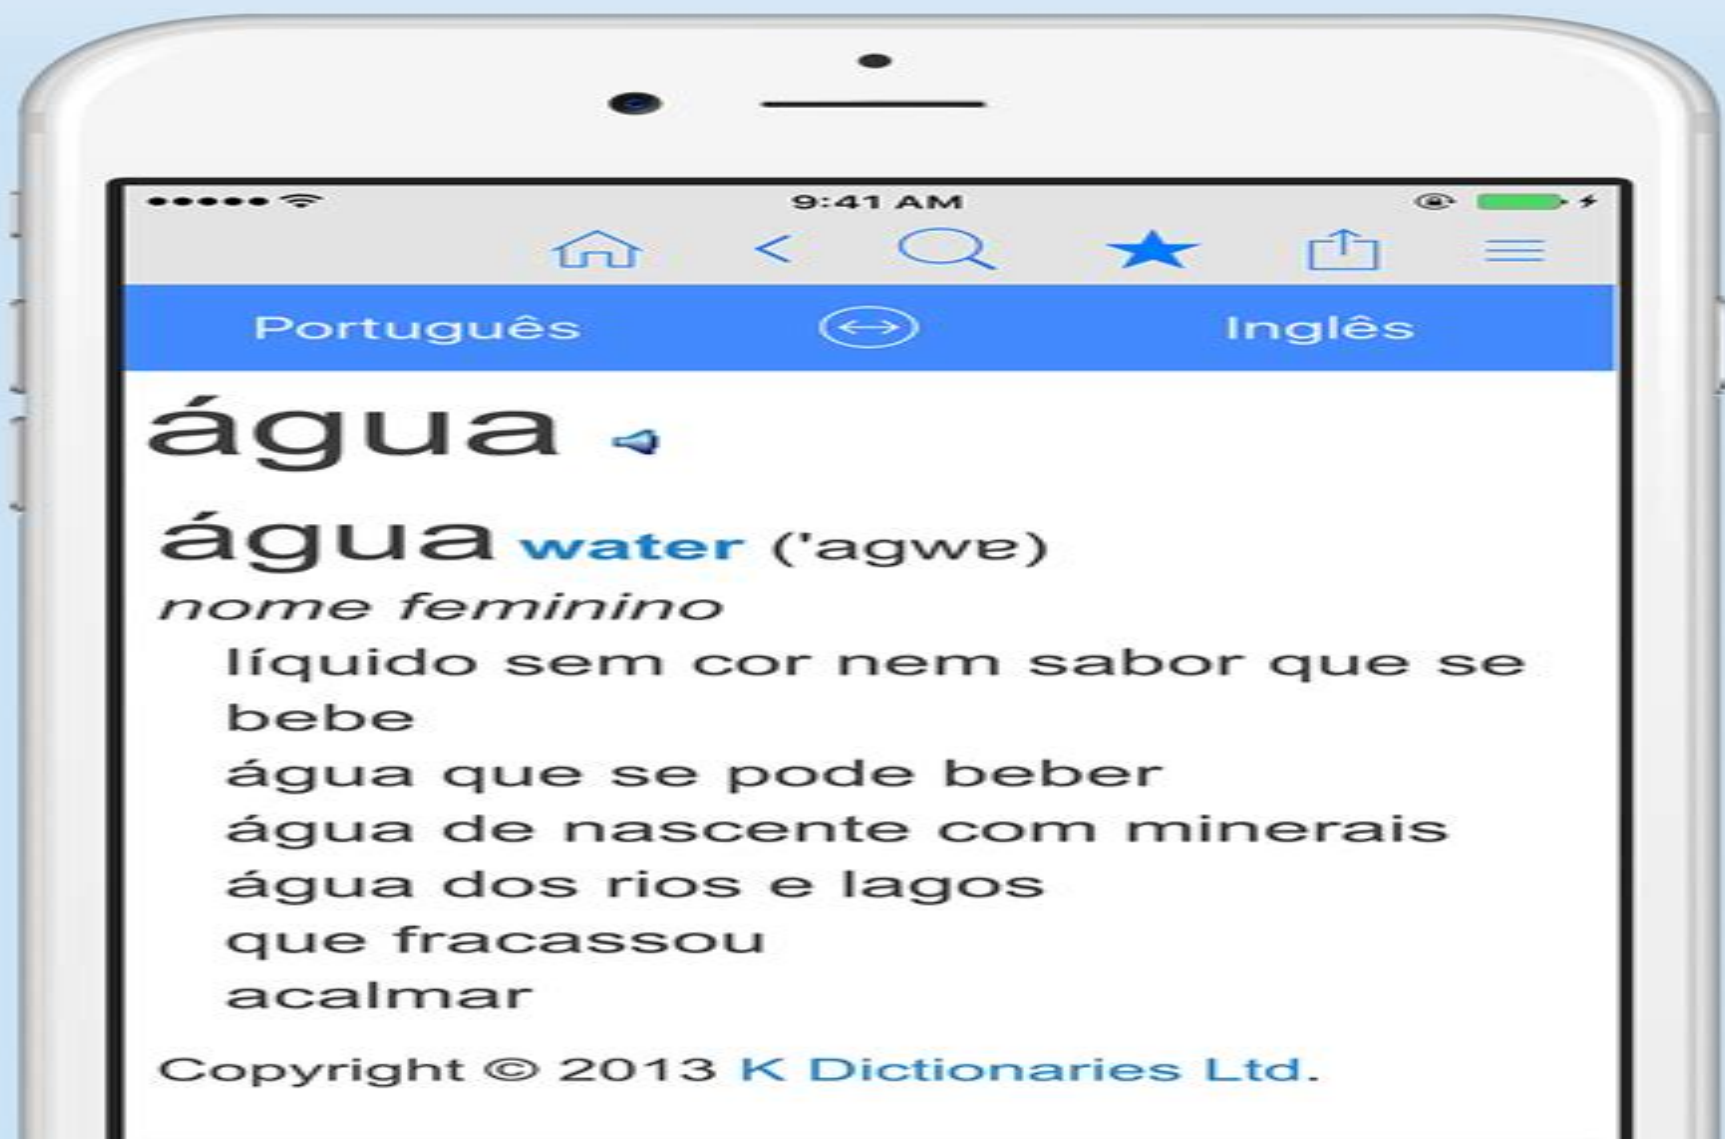 9:41 AM
Português Inglês
água
água water ('agwɐ)
nome feminino
líquido sem cor nem sabor que se
bebe
água que se pode beber
água de nascente com minerais
água dos rios e lagos
que fracassou
acalmar
Copyright © 2013 K Dictionaries Ltd.